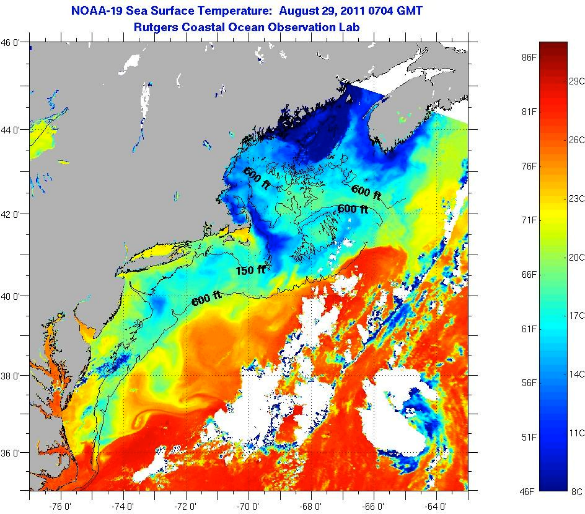 NOAA-19 Sea Surface Temperature: August 29, 2011 0704 GMT
Rutgers Coastal Ocean Observation Lab
46 0'
44 0'
42 0'
40 0'
38 0'
36 0'
600 ft
600 ft
600 ft
150 ft
600 ft
-76 0'
-74 0'
-72 0'
-70 0'
-68 0'
-66 0'
-64 0'
86F
81F
76F
71F
66F
61F
56F
51F
46F
29C
26C
23C
20C
17C
14C
11C
8C